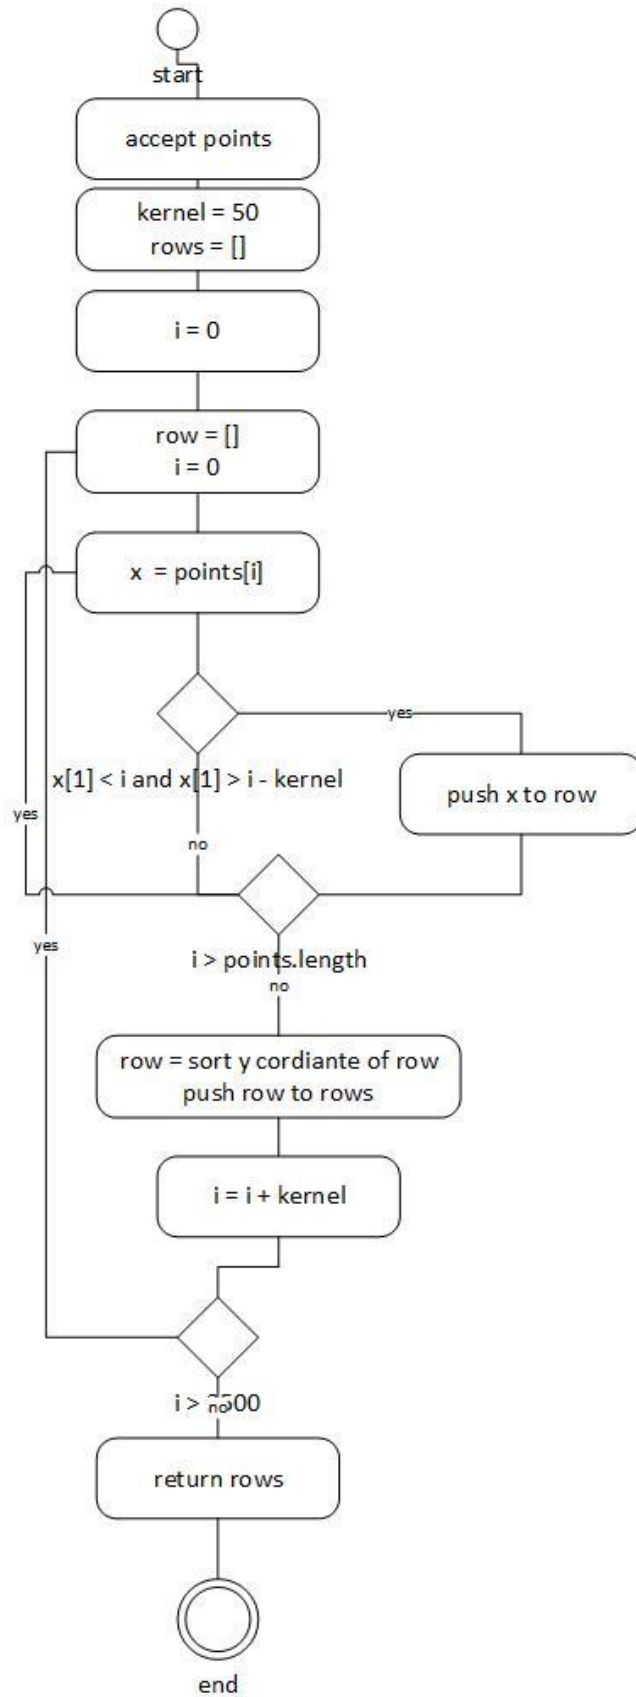 start
accept points
kernel = 50
rows = []
i = 0
row = []
i = 0
x = points[i]
yes
x[1] < i and x[1] > i - kernel
push x to row
yes
no
yes
i > points.length
no
row = sort y cordiante of row
push row to rows
i = i + kernel
i >
no
return rows
end